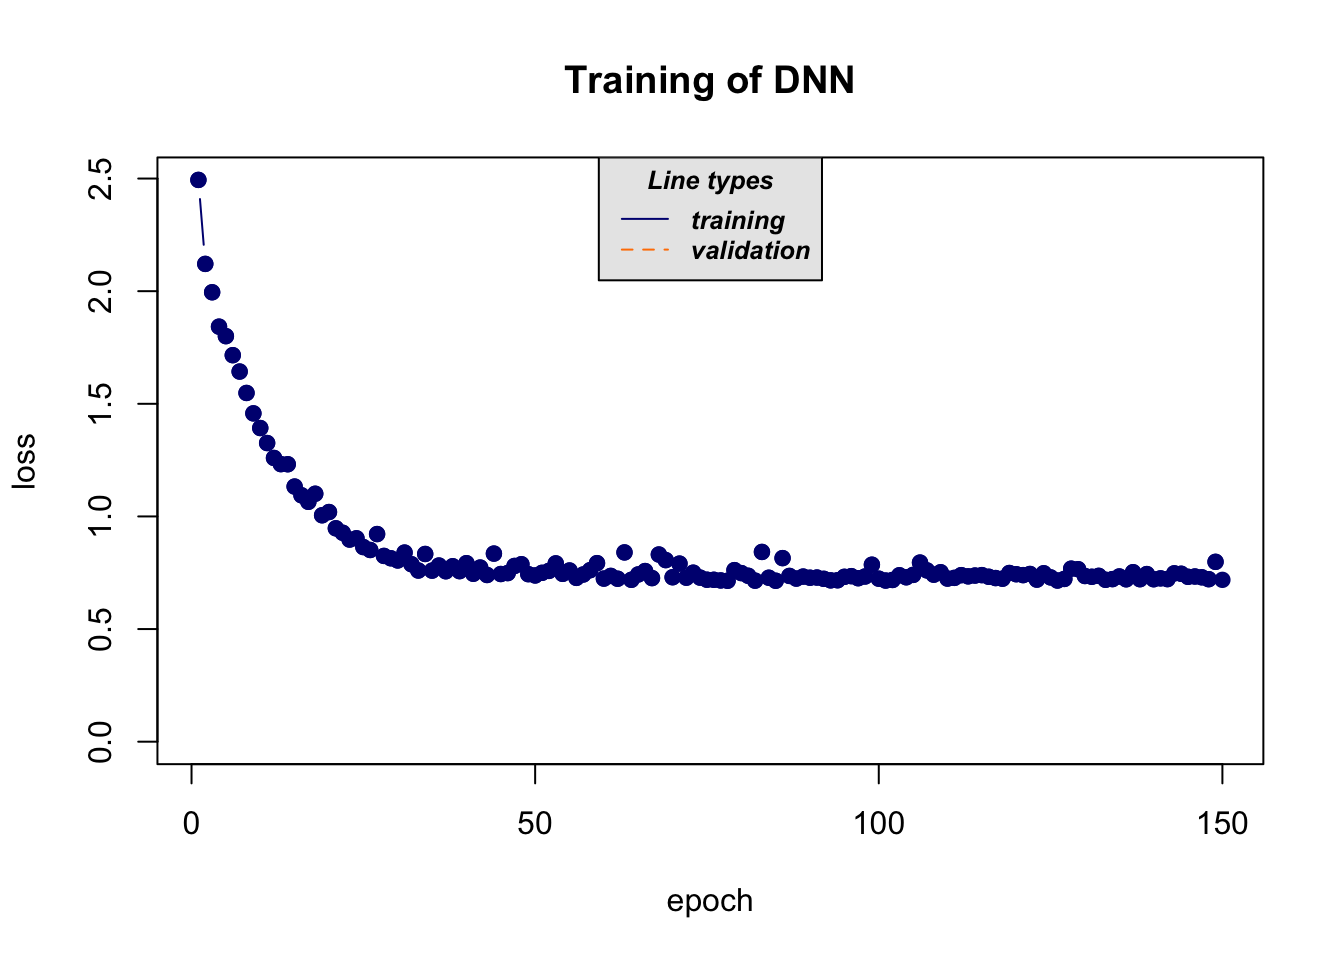 Training of DNN
Line types
training
validation
loss
2.5
2.0
1.5
1.0
0.5
0.0
0 50 100 150
epoch